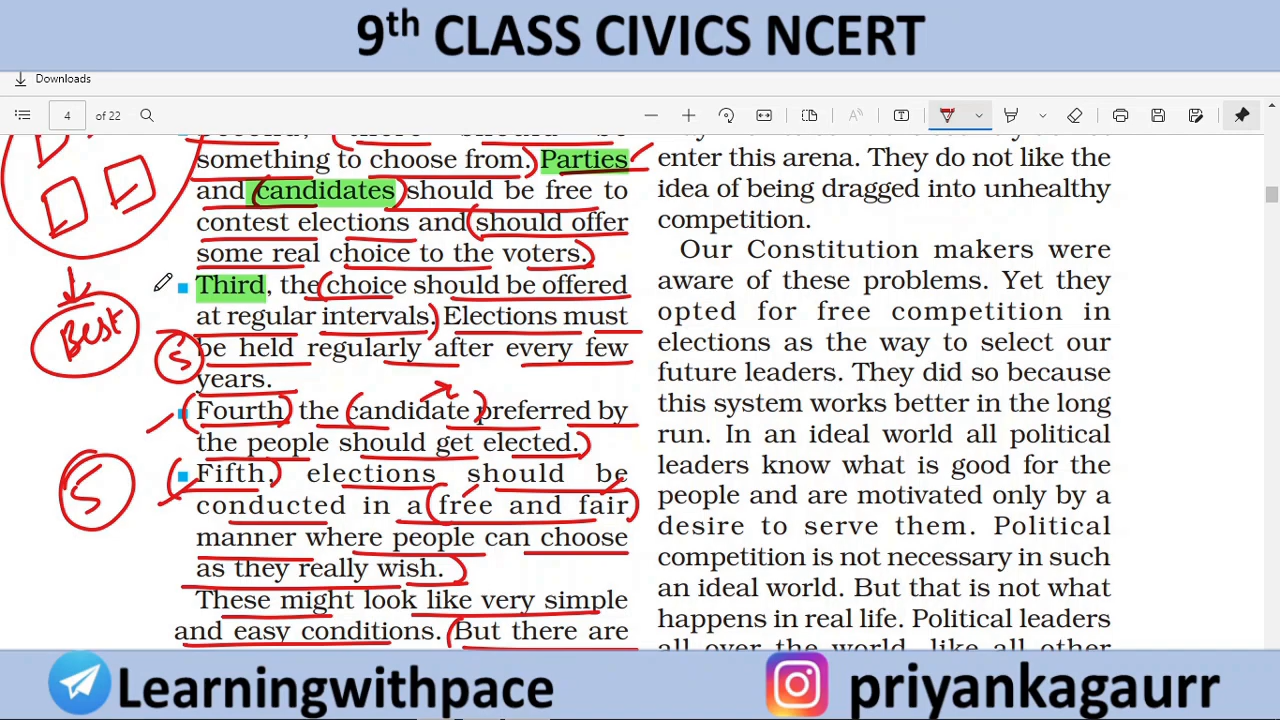 9th CLASS CIVICS NCERT
Downloads
4 of 22
something to choose from. Parties
and candidates should be free to
contest elections and should offer
some real choice to the voters.
Third, the choice should be offered
at regular intervals. Elections must
be held regularly after every few
years.
Fourth the candidate preferred by
the people should get elected.
Fifth, elections should be
conducted in a free and fair
manner where people can choose
as they really wish.
These might look like very simple
and easy conditions. But there are
Best
5
5
enter this arena. They do not like the
idea of being dragged into unhealthy
competition.
Our Constitution makers were
aware of these problems. Yet they
opted for free competition in
elections as the way to select our
future leaders. They did so because
this system works better in the long
run. In an ideal world all political
leaders know what is good for the
people and are motivated only by a
desire to serve them. Political
competition is not necessary in such
an ideal world. But that is not what
happens in real life. Political leaders
all over the world, like all other
Learningwithpace
priyankagaurr